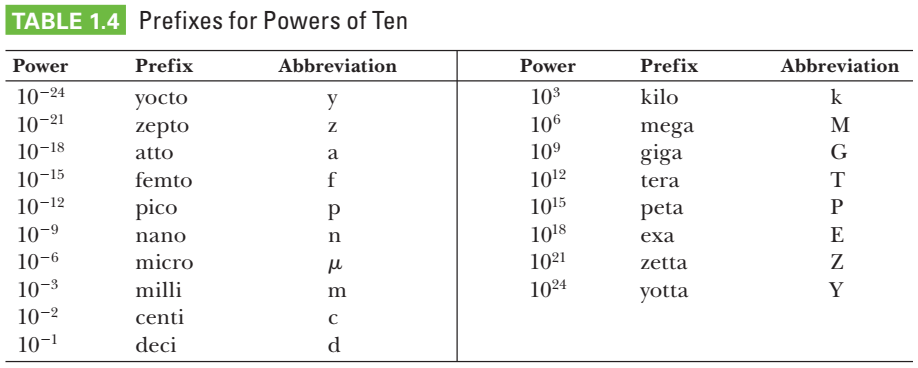 TABLE 1.4 Prefixes for Powers of Ten
Power Prefix Abbreviation Power Prefix Abbreviation
10⁻²⁴ yocto y 10³ kilo k
10⁻²¹ zepto z 10⁶ mega M
10⁻¹⁸ atto a 10⁹ giga G
10⁻¹⁵ femto f 10¹² tera T
10⁻¹² pico p 10¹⁵ peta P
10⁻⁹ nano n 10¹⁸ exa E
10⁻⁶ micro μ 10²¹ zetta Z
10⁻³ milli m 10²⁴ yotta Y
10⁻² centi c
10⁻¹ deci d